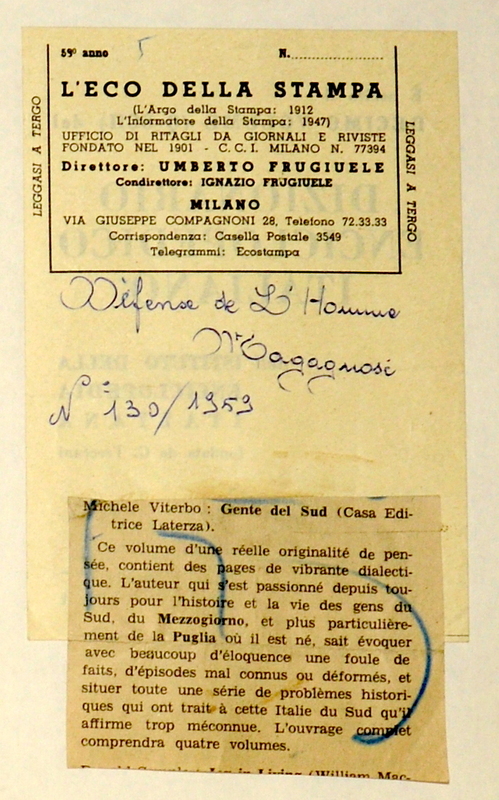 59º anno 5 N.
L'ECO DELLA STAMPA
(L'Argo della Stampa: 1912
L'Informatore della Stampa: 1947)
UFFICIO DI RITAGLI DA GIORNALI E RIVISTE
FONDATO NEL 1901 - C.C.I. MILANO N. 77394
Direttore: UMBERTO FRUGIUELE
Condirettore: IGNAZIO FRUGIUELE
MILANO
VIA GIUSEPPE COMPAGNONI 28, Telefono 72.33.33
Corrispondenza: Casella Postale 3549
Telegrammi: Ecostampa
LEGGASI A TERGO
LEGGASI A TERGO
Défense de L'Homme
Magagnosc
Nº 130/1959
Michele Viterbo : Gente del Sud (Casa Edi-
trice Laterza).
Ce volume d'une réelle originalité de pen-
sée, contient des pages de vibrante dialecti-
que. L'auteur qui s'est passionné depuis tou-
jours pour l'histoire et la vie des gens du
Sud, du Mezzogiorno, et plus particulière-
ment de la Puglia où il est né, sait évoquer
avec beaucoup d'éloquence une foule de
faits, d'épisodes mal connus ou déformés, et
situer toute une série de problèmes histori-
ques qui ont trait à cette Italie du Sud qu'il
affirme trop méconnue. L'ouvrage complet
comprendra quatre volumes.